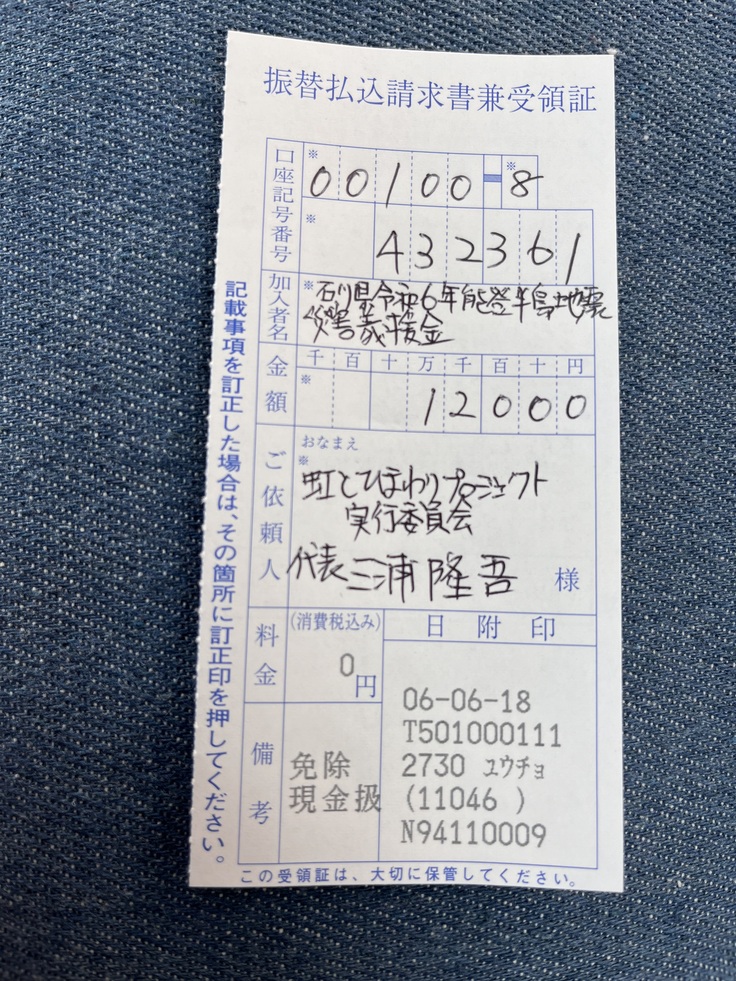 振替払込請求書兼受領証
口座記号番号
※ 00100-8 ※
※ 432361
加入者名
※石川県令和6年能登半島地震
災害義援金
金額
千 百 十 万 千 百 十 円
※ 12000
ご依頼人
おなまえ
※
虹とひまわりプロジェクト
実行委員会
代表三浦隆吾 様
料金
(消費税込み)
0円
日附印
06-06-18
T501000111
2730 ユウチョ
(11046 )
N94110009
備考
免除
現金扱
この受領証は、大切に保管してください。
記載事項を訂正した場合は、その箇所に訂正印を押してください。